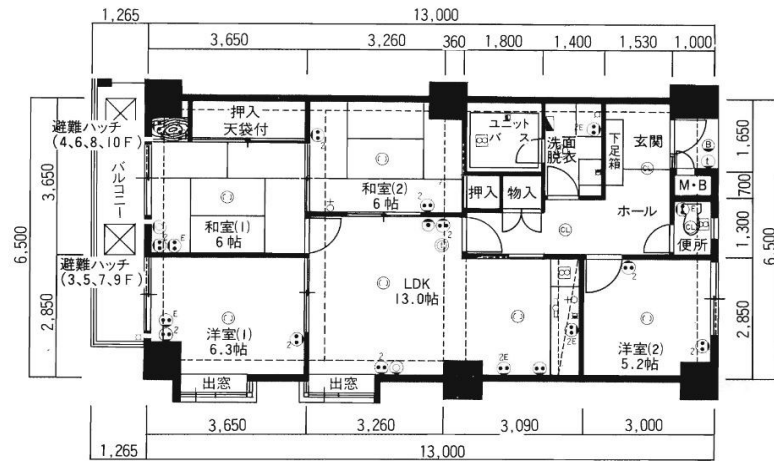 1,265
13,000
3,650
3,260
360
1,800
1,400
1,530
1,000
避難ハッチ
(4、6、8、10F)
バルコニー
避難ハッチ
(3、5、7、9F)
6,500
3,650
2,850
押入
天袋付
和室(1)
6帖
和室(2)
6帖
ユニット
バス
洗面
脱衣
下足箱
玄関
押入
物入
ホール
M・B
便所
LDK
13.0帖
洋室(1)
6.3帖
洋室(2)
5.2帖
出窓
出窓
1,650
700
1,300
2,850
6,500
3,650
3,260
3,090
3,000
1,265
13,000